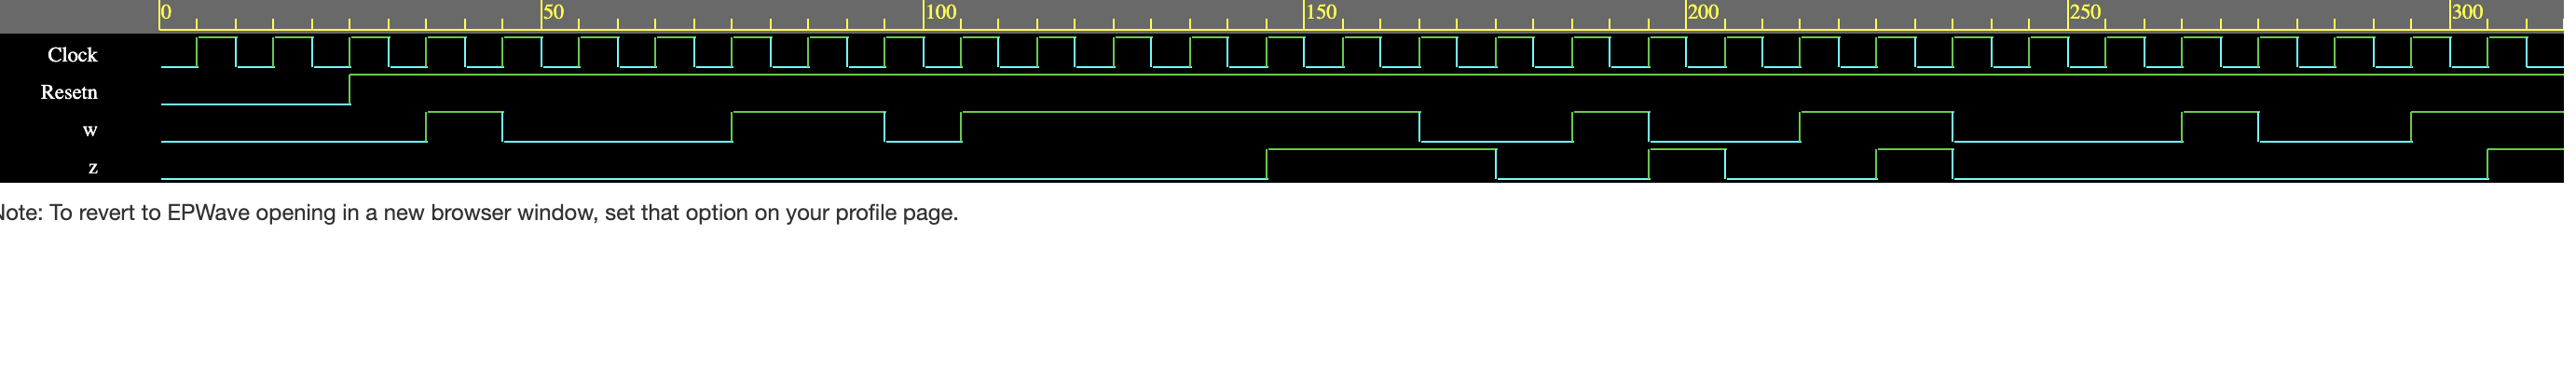 0 50 100 150 200 250 300
Clock
Resetn
w
z
Note: To revert to EPWave opening in a new browser window, set that option on your profile page.